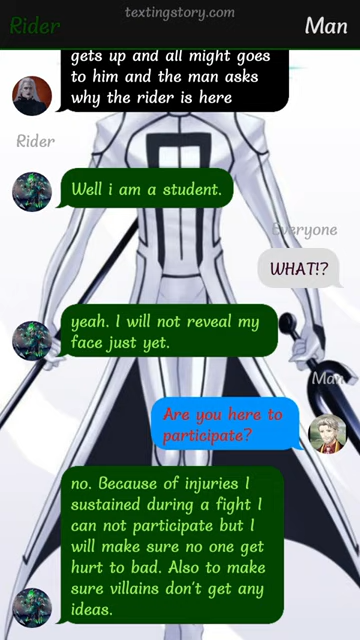 textingstory.com
Rider
Man
gets up and all might goes
to him and the man asks
why the rider is here
Rider
Well i am a student.
Everyone
WHAT!?
yeah. I will not reveal my
face just yet.
Man
Are you here to
participate?
no. Because of injuries I
sustained during a fight I
can not participate but I
will make sure no one get
hurt to bad. Also to make
sure villains don't get any
ideas.